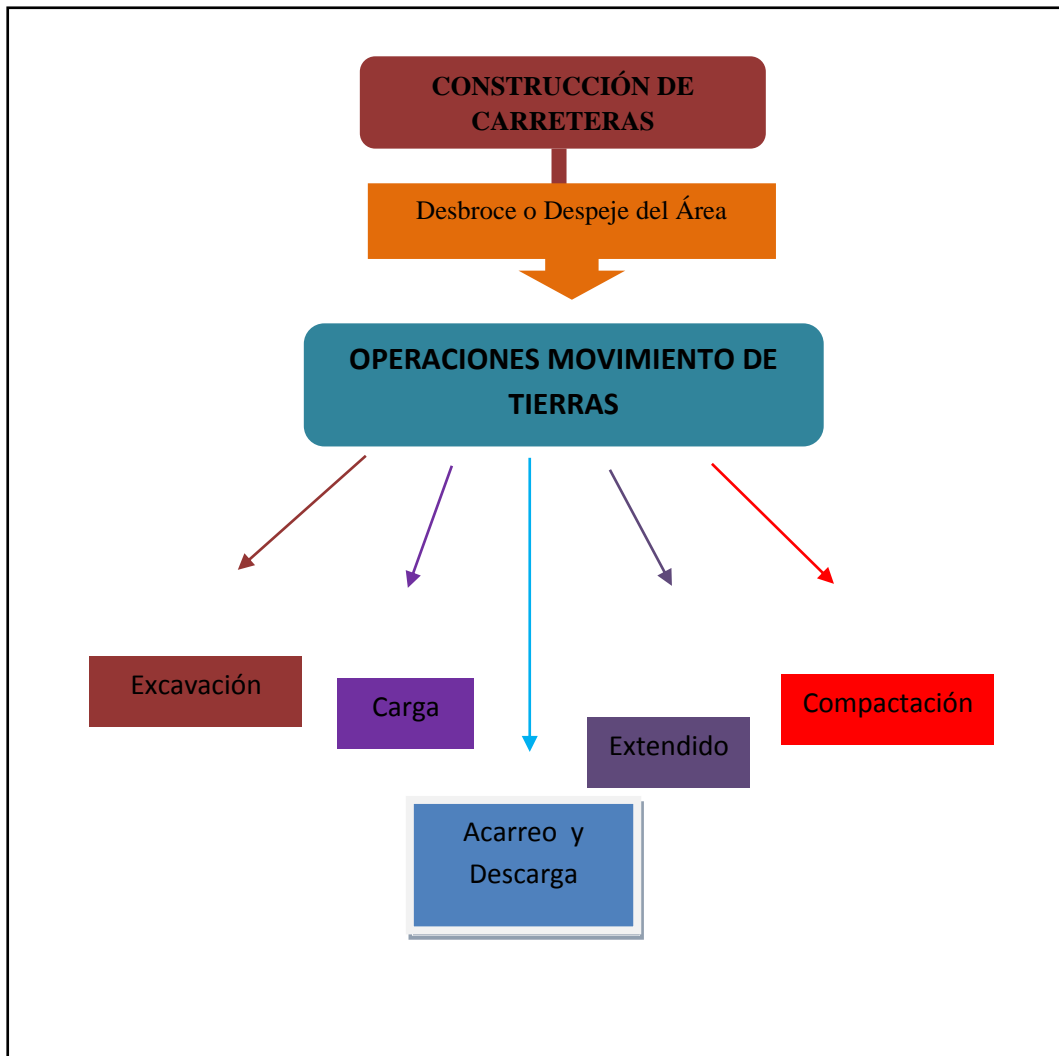 CONSTRUCCIÓN DE
CARRETERAS
Desbroce o Despeje del Área
OPERACIONES MOVIMIENTO DE
TIERRAS
Excavación
Carga
Acarreo y
Descarga
Extendido
Compactación